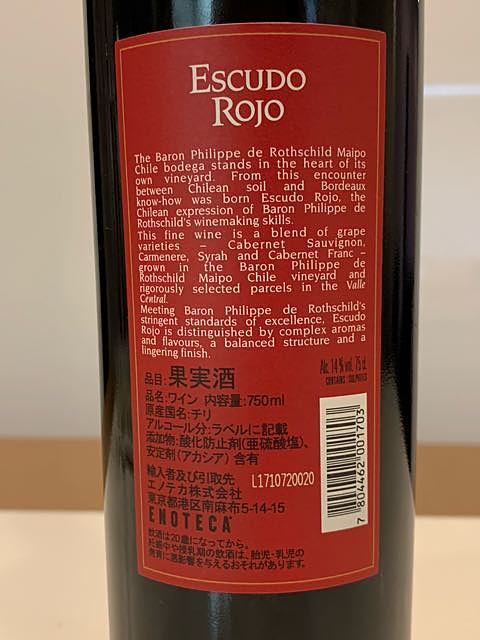 ESCUDO
ROJO
The Baron Philippe de Rothschild Maipo
Chile bodega stands in the heart of its
own vineyard. From this encounter
between Chilean soil and Bordeaux
know-how was born Escudo Rojo, the
Chilean expression of Baron Philippe de
Rothschild's winemaking skills.
This fine wine is a blend of grape
varieties – Cabernet Sauvignon,
Carmenere, Syrah and Cabernet Franc –
grown in the Baron Philippe de
Rothschild Maipo Chile vineyard and
rigorously selected parcels in the Valle
Central.
Meeting Baron Philippe de Rothschild's
stringent standards of excellence, Escudo
Rojo is distinguished by complex aromas
and flavours, a balanced structure and a
lingering finish.
Alc. 14 % vol. 75 cl.
CONTAINS : SULPHITES
品目:果実酒
品名:ワイン 内容量:750ml
原産国名:チリ
アルコール分:ラベルに記載
添加物:酸化防止剤(亜硫酸塩)、
安定剤(アカシア) 含有
輸入者及び引取先
エノテカ株式会社
東京都港区南麻布5-14-15
ENOTECA
L1710720020
7 804462 001703
飲酒は20歳になってから。
妊娠中や授乳期の飲酒は、胎児・乳児の
発育に悪影響を与えるおそれがあります。